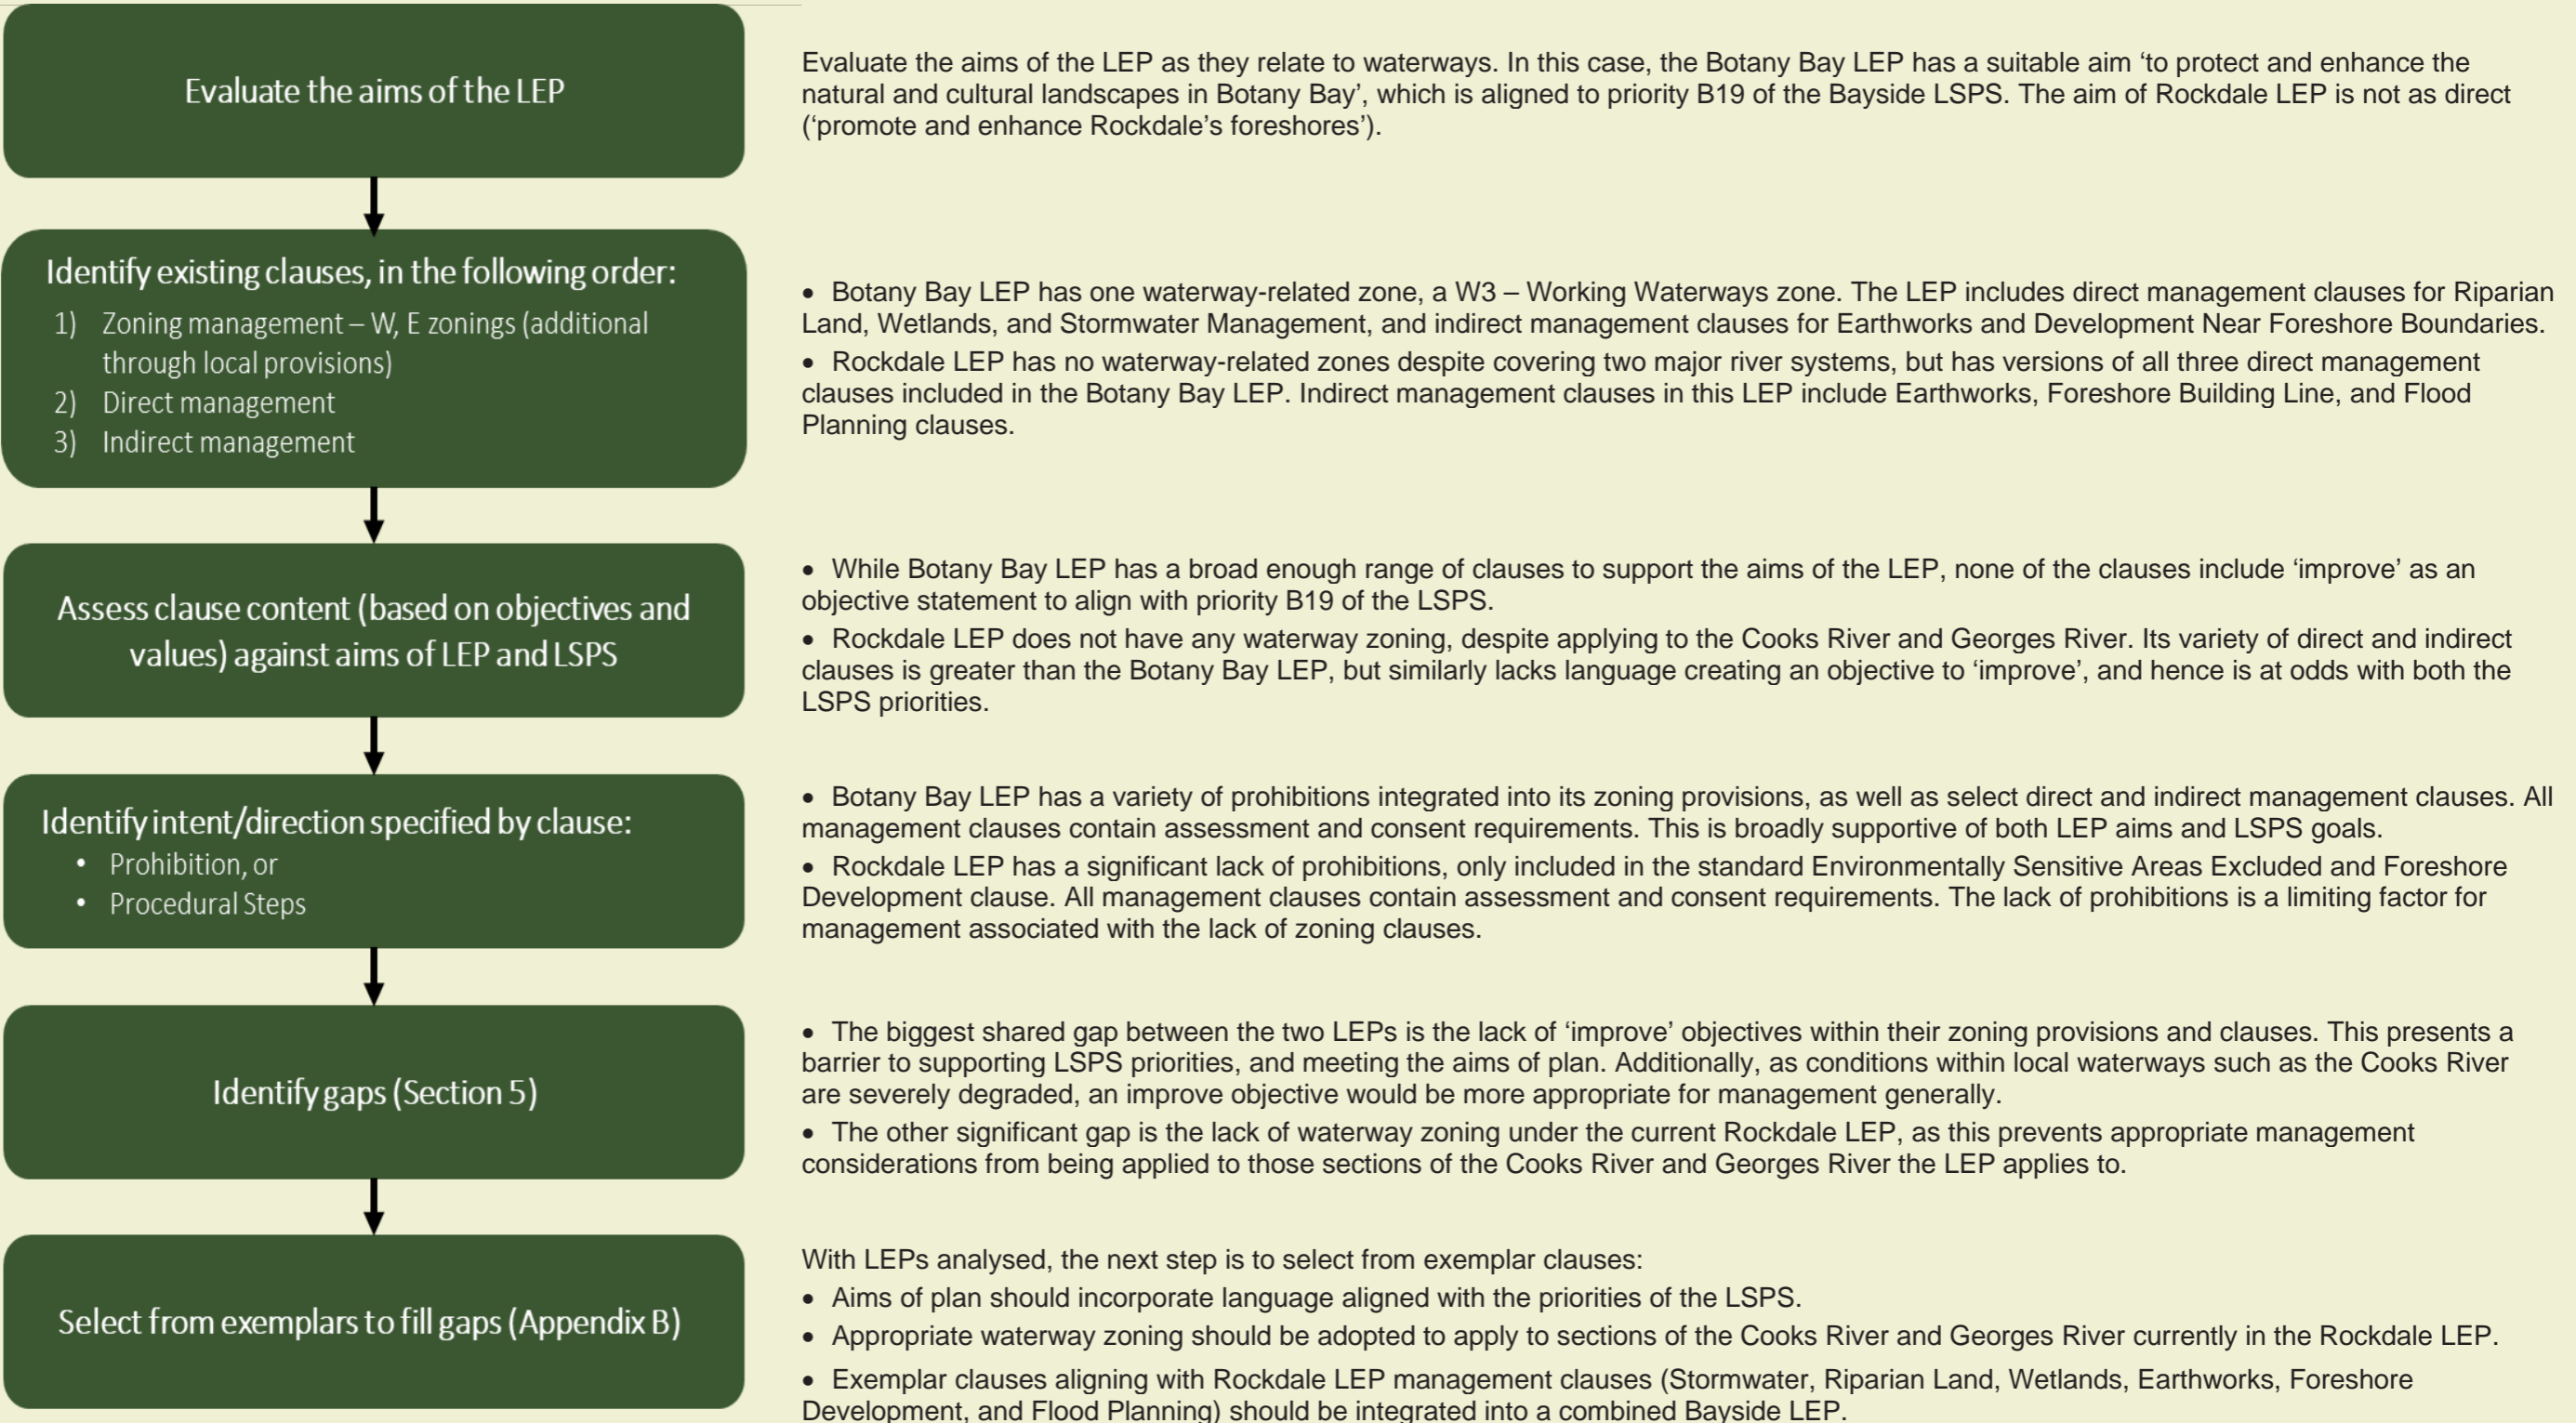 Evaluate the aims of the LEP
Evaluate the aims of the LEP as they relate to waterways. In this case, the Botany Bay LEP has a suitable aim ‘to protect and enhance the
natural and cultural landscapes in Botany Bay’, which is aligned to priority B19 of the Bayside LSPS. The aim of Rockdale LEP is not as direct
(‘promote and enhance Rockdale’s foreshores’).
Identify existing clauses, in the following order:
1) Zoning management – W, E zonings (additional
through local provisions)
2) Direct management
3) Indirect management
• Botany Bay LEP has one waterway-related zone, a W3 – Working Waterways zone. The LEP includes direct management clauses for Riparian
Land, Wetlands, and Stormwater Management, and indirect management clauses for Earthworks and Development Near Foreshore Boundaries.
• Rockdale LEP has no waterway-related zones despite covering two major river systems, but has versions of all three direct management
clauses included in the Botany Bay LEP. Indirect management clauses in this LEP include Earthworks, Foreshore Building Line, and Flood
Planning clauses.
Assess clause content (based on objectives and
values) against aims of LEP and LSPS
• While Botany Bay LEP has a broad enough range of clauses to support the aims of the LEP, none of the clauses include ‘improve’ as an
objective statement to align with priority B19 of the LSPS.
• Rockdale LEP does not have any waterway zoning, despite applying to the Cooks River and Georges River. Its variety of direct and indirect
clauses is greater than the Botany Bay LEP, but similarly lacks language creating an objective to ‘improve’, and hence is at odds with both the
LSPS priorities.
Identify intent/direction specified by clause:
• Prohibition, or
• Procedural Steps
• Botany Bay LEP has a variety of prohibitions integrated into its zoning provisions, as well as select direct and indirect management clauses. All
management clauses contain assessment and consent requirements. This is broadly supportive of both LEP aims and LSPS goals.
• Rockdale LEP has a significant lack of prohibitions, only included in the standard Environmentally Sensitive Areas Excluded and Foreshore
Development clause. All management clauses contain assessment and consent requirements. The lack of prohibitions is a limiting factor for
management associated with the lack of zoning clauses.
Identify gaps (Section 5)
• The biggest shared gap between the two LEPs is the lack of ‘improve’ objectives within their zoning provisions and clauses. This presents a
barrier to supporting LSPS priorities, and meeting the aims of plan. Additionally, as conditions within local waterways such as the Cooks River
are severely degraded, an improve objective would be more appropriate for management generally.
• The other significant gap is the lack of waterway zoning under the current Rockdale LEP, as this prevents appropriate management
considerations from being applied to those sections of the Cooks River and Georges River the LEP applies to.
Select from exemplars to fill gaps (Appendix B)
With LEPs analysed, the next step is to select from exemplar clauses:
• Aims of plan should incorporate language aligned with the priorities of the LSPS.
• Appropriate waterway zoning should be adopted to apply to sections of the Cooks River and Georges River currently in the Rockdale LEP.
• Exemplar clauses aligning with Rockdale LEP management clauses (Stormwater, Riparian Land, Wetlands, Earthworks, Foreshore
Development, and Flood Planning) should be integrated into a combined Bayside LEP.